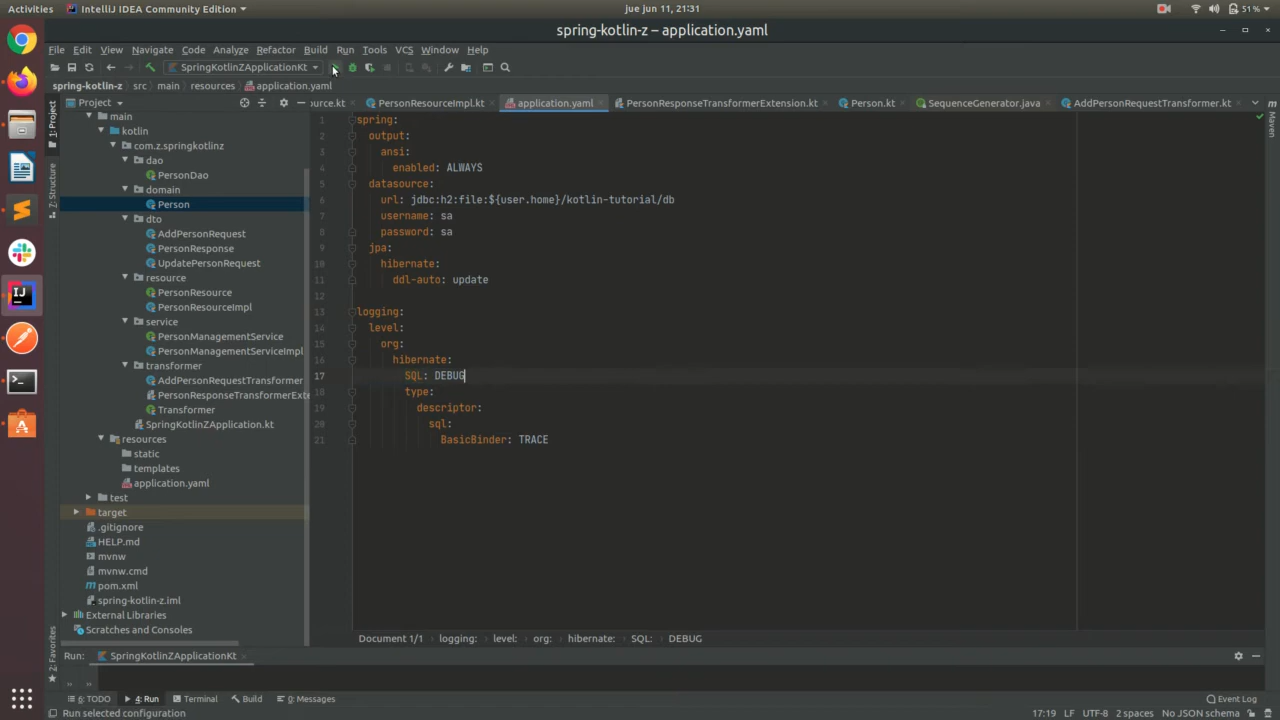 Activities
IntelliJ IDEA Community Edition
jue jun 11, 21:31
51%
spring-kotlin-z – application.yaml
File Edit View Navigate Code Analyze Refactor Build Run Tools VCS Window Help
SpringKotlinZApplicationKt
spring-kotlin-z src main resources application.yaml
Project
ource.kt PersonResourceImpl.kt application.yaml PersonResponseTransformerExtension.kt Person.kt SequenceGenerator.java AddPersonRequestTransformer.kt
1: Project
Z: Structure
2: Favorites
Maven
main
kotlin
com.z.springkotlinz
dao
PersonDao
domain
Person
dto
AddPersonRequest
PersonResponse
UpdatePersonRequest
resource
PersonResource
PersonResourceImpl
service
PersonManagementService
PersonManagementServiceImpl
transformer
AddPersonRequestTransformer
PersonResponseTransformerExte
Transformer
SpringKotlinZApplication.kt
resources
static
templates
application.yaml
test
target
.gitignore
HELP.md
mvnw
mvnw.cmd
pom.xml
spring-kotlin-z.iml
External Libraries
Scratches and Consoles
1 spring:
2 output:
3 ansi:
4 enabled: ALWAYS
5 datasource:
6 url: jdbc:h2:file:${user.home}/kotlin-tutorial/db
7 username: sa
8 password: sa
9 jpa:
10 hibernate:
11 ddl-auto: update
12
13 logging:
14 level:
15 org:
16 hibernate:
17 SQL: DEBUG
18 type:
19 descriptor:
20 sql:
21 BasicBinder: TRACE
Document 1/1 logging: level: org: hibernate: SQL: DEBUG
Run: SpringKotlinZApplicationKt
6: TODO 4: Run Terminal Build 0: Messages Event Log
Run selected configuration 17:19 LF UTF-8 2 spaces No JSON schema